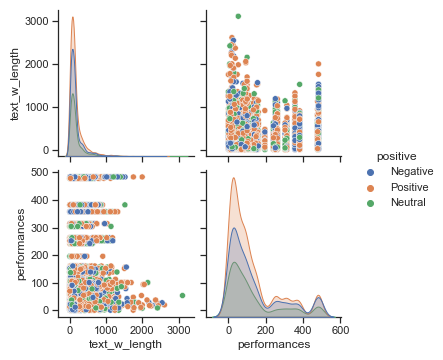 text_w_length
3000
2000
1000
0
positive
Negative
Positive
Neutral
performances
500
400
300
200
100
0
0 1000 2000 3000
text_w_length
0 200 400 600
performances